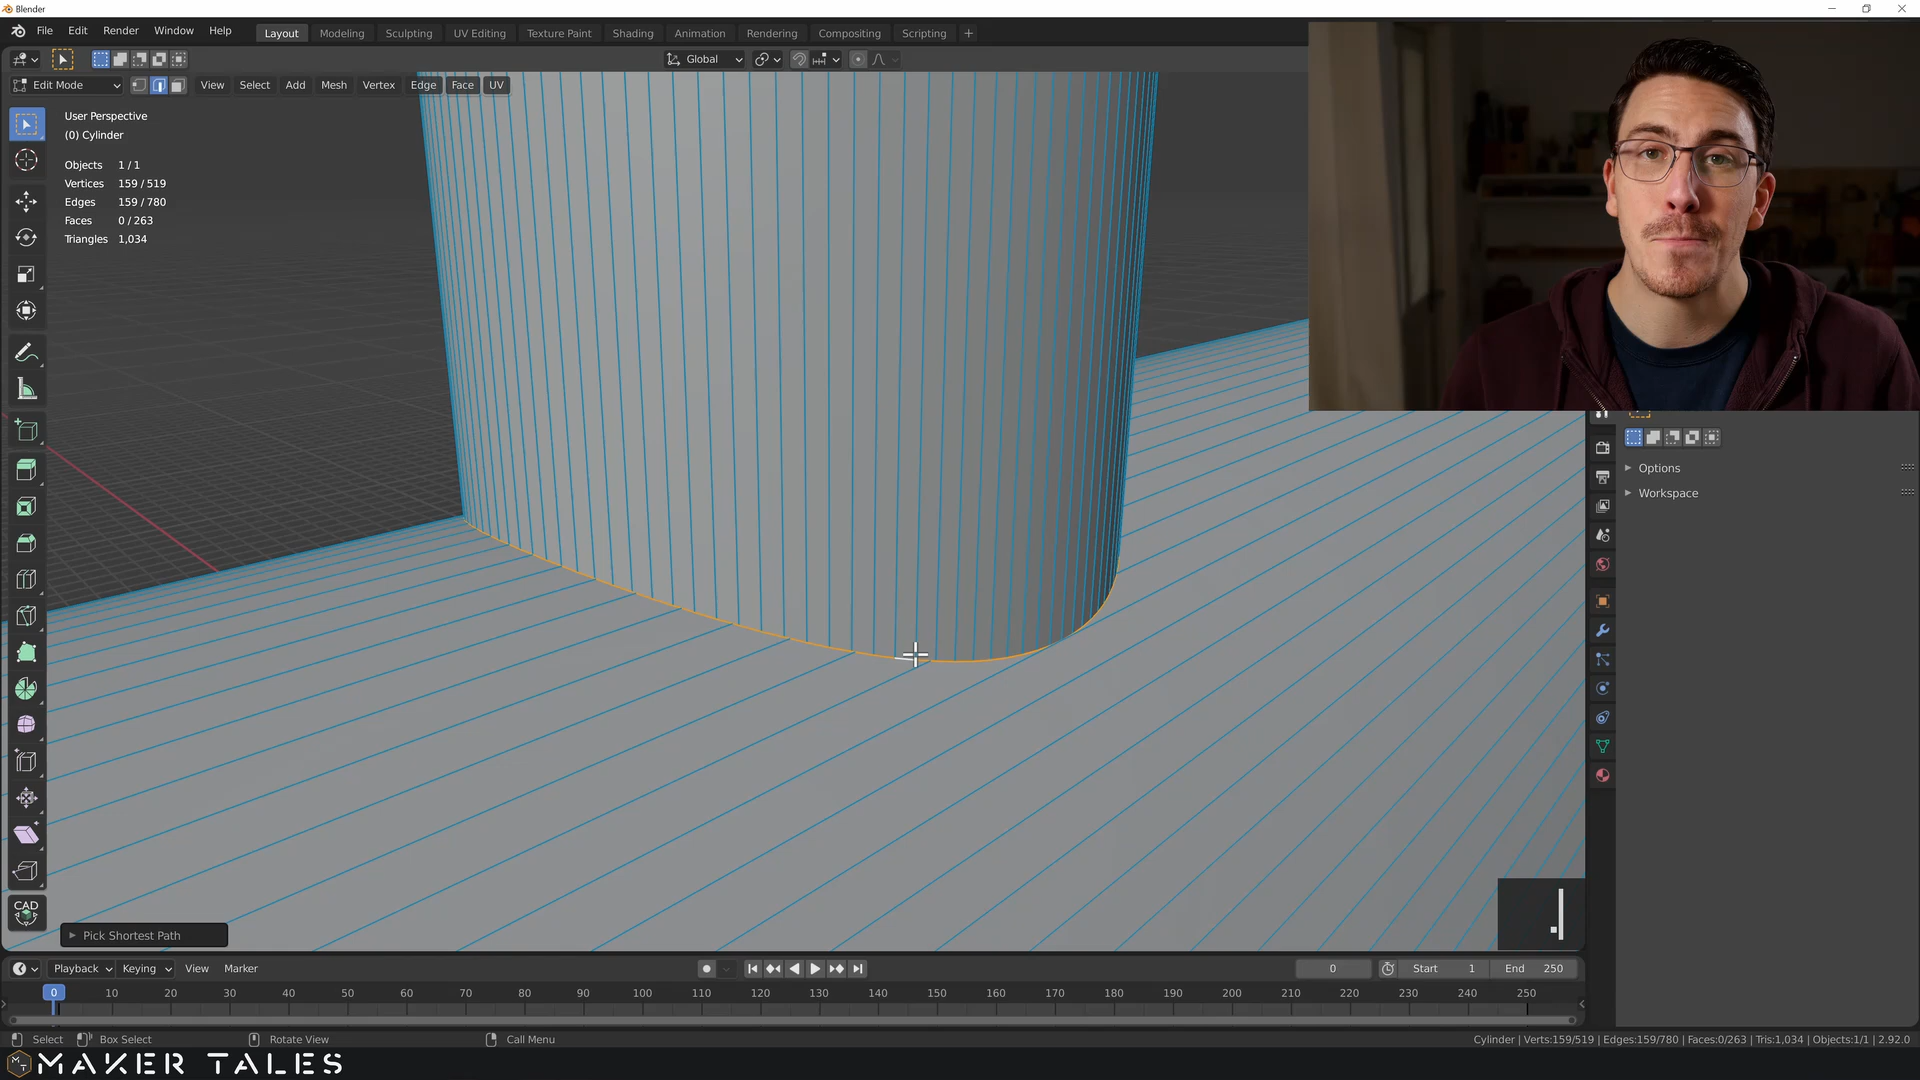 Blender
File Edit Render Window Help Layout Modeling Sculpting UV Editing Texture Paint Shading Animation Rendering Compositing Scripting +
Global
Edit Mode View Select Add Mesh Vertex Edge Face UV
User Perspective
(0) Cylinder
Objects 1 / 1
Vertices 159 / 519
Edges 159 / 780
Faces 0 / 263
Triangles 1,034
Options
Workspace
CAD
Pick Shortest Path
Playback Keying View Marker 0 Start 1 End 250
0 10 20 30 40 50 60 70 80 90 100 110 120 130 140 150 160 170 180 190 200 210 220 230 240 250
Select Box Select Rotate View Call Menu Cylinder | Verts:159/519 | Edges:159/780 | Faces:0/263 | Tris:1,034 | Objects:1/1 | 2.92.0
MAKER TALES